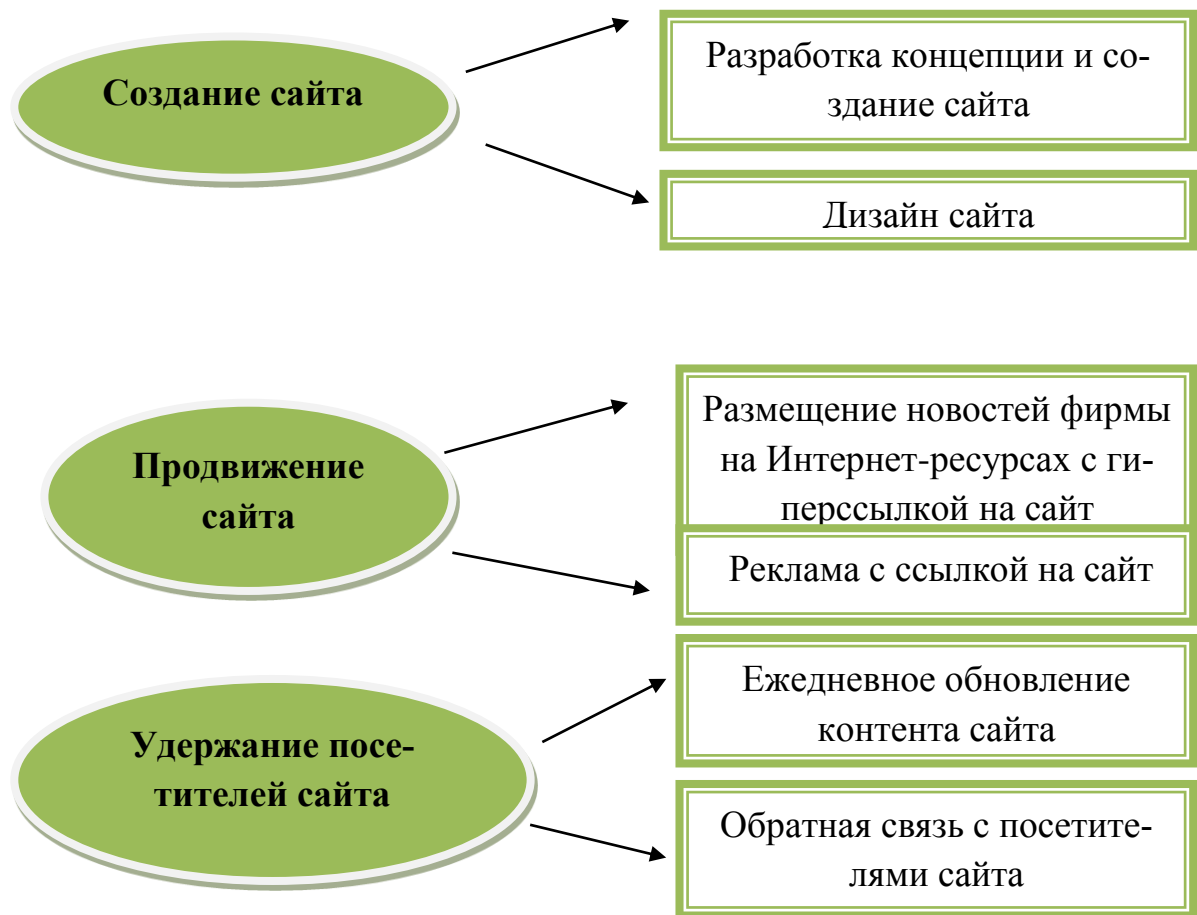 Создание сайта
Разработка концепции и со-
здание сайта
Дизайн сайта
Продвижение
сайта
Размещение новостей фирмы
на Интернет-ресурсах с ги-
перссылкой на сайт
Реклама с ссылкой на сайт
Удержание посе-
тителей сайта
Ежедневное обновление
контента сайта
Обратная связь с посетите-
лями сайта